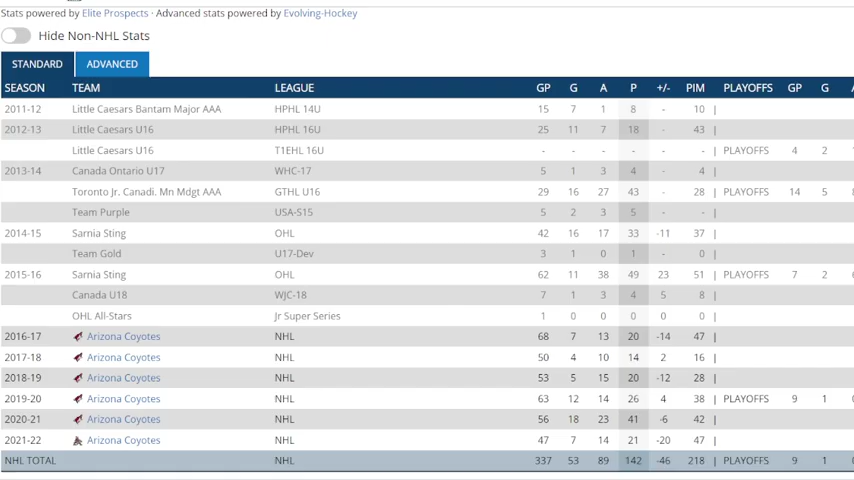 Stats powered by Elite Prospects · Advanced stats powered by Evolving-Hockey
Hide Non-NHL Stats
STANDARD ADVANCED
SEASON TEAM LEAGUE GP G A P +/- PIM PLAYOFFS GP G
2011-12 Little Caesars Bantam Major AAA HPHL 14U 15 7 1 8 - 10 |
2012-13 Little Caesars U16 HPHL 16U 25 11 7 18 - 43 |
Little Caesars U16 T1EHL 16U - - - - - - | PLAYOFFS 4 2
2013-14 Canada Ontario U17 WHC-17 5 1 3 4 - 4 |
Toronto Jr. Canadi. Mn Mdgt AAA GTHL U16 29 16 27 43 - 28 | PLAYOFFS 14 5
Team Purple USA-S15 5 2 3 5 - - |
2014-15 Sarnia Sting OHL 42 16 17 33 -11 37 |
Team Gold U17-Dev 3 1 0 1 - 0 |
2015-16 Sarnia Sting OHL 62 11 38 49 23 51 | PLAYOFFS 7 2
Canada U18 WJC-18 7 1 3 4 5 8 |
OHL All-Stars Jr Super Series 1 0 0 0 0 0 |
2016-17 Arizona Coyotes NHL 68 7 13 20 -14 47 |
2017-18 Arizona Coyotes NHL 50 4 10 14 2 16 |
2018-19 Arizona Coyotes NHL 53 5 15 20 -12 28 |
2019-20 Arizona Coyotes NHL 63 12 14 26 4 38 | PLAYOFFS 9 1
2020-21 Arizona Coyotes NHL 56 18 23 41 -6 42 |
2021-22 Arizona Coyotes NHL 47 7 14 21 -20 47 |
NHL TOTAL NHL 337 53 89 142 -46 218 | PLAYOFFS 9 1